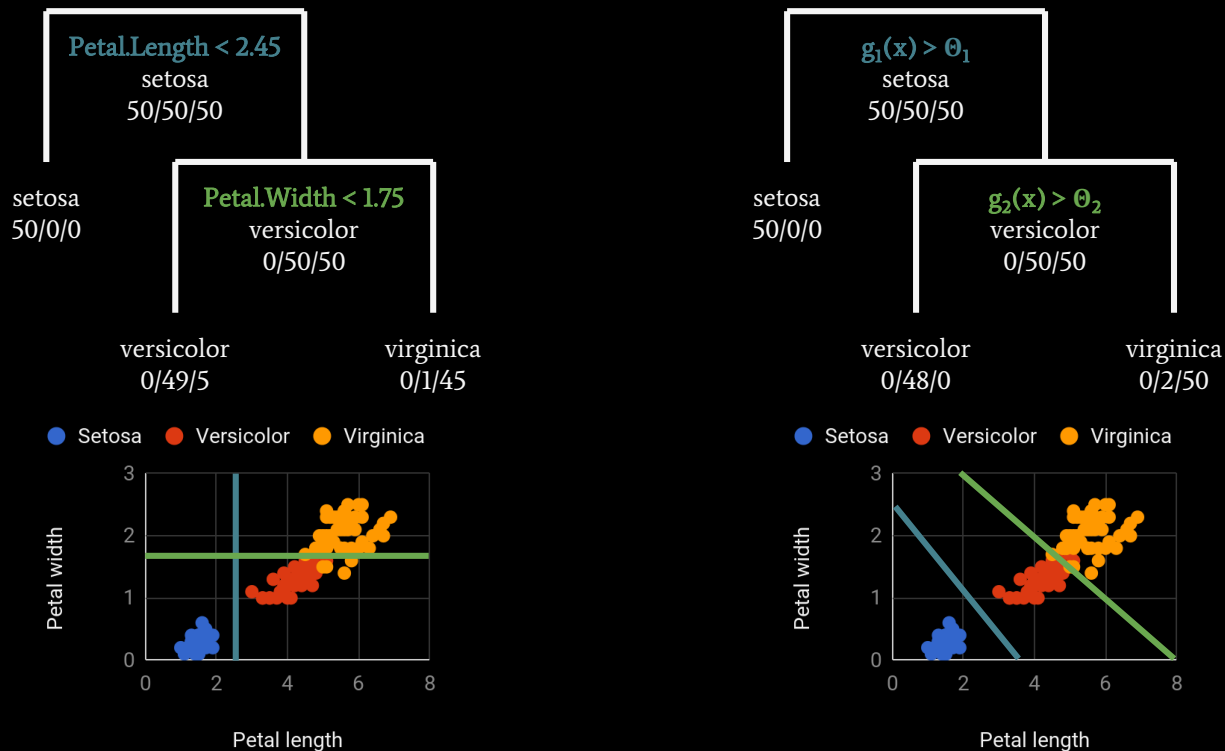 Petal.Length < 2.45
setosa
50/50/50
setosa
50/0/0
Petal.Width < 1.75
versicolor
0/50/50
versicolor
0/49/5
virginica
0/1/45
Setosa
Versicolor
Virginica
3
2
1
0
Petal width
0
2
4
6
8
Petal length
g₁(x) > Θ₁
setosa
50/50/50
setosa
50/0/0
g₂(x) > Θ₂
versicolor
0/50/50
versicolor
0/48/0
virginica
0/2/50
Setosa
Versicolor
Virginica
3
2
1
0
Petal width
0
2
4
6
8
Petal length